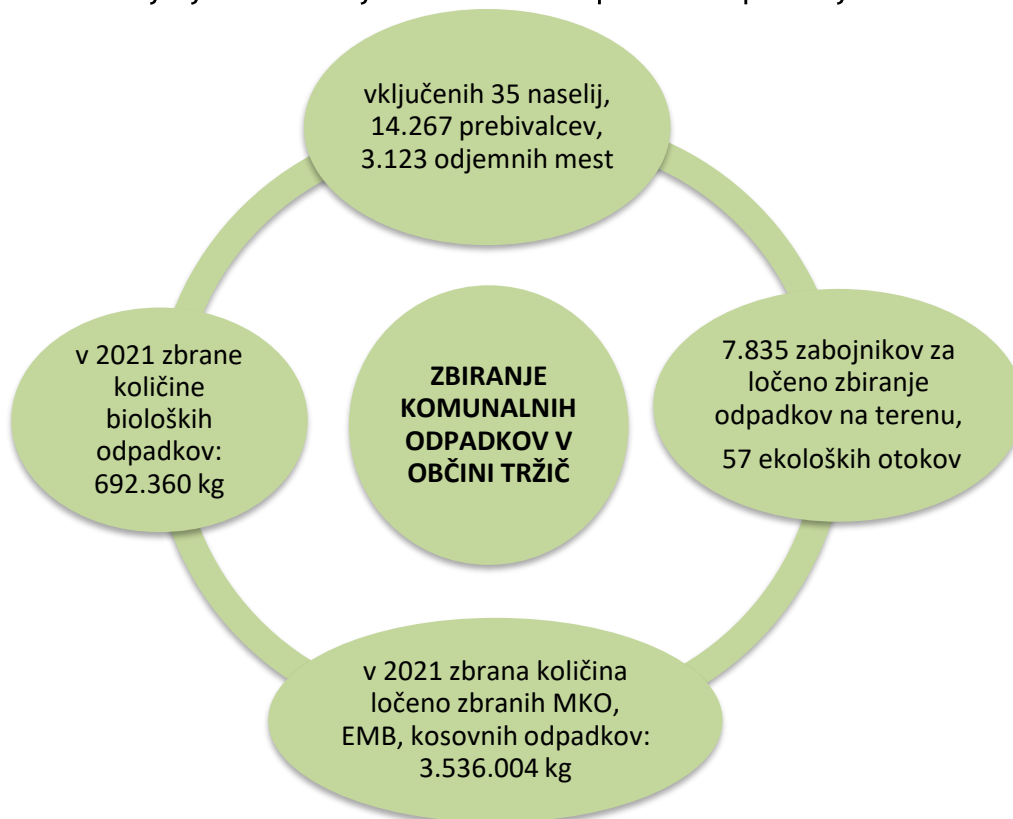 vključenih 35 naselij,
14.267 prebivalcev,
3.123 odjemnih mest
v 2021 zbrane
količine
bioloških
odpadkov:
692.360 kg
ZBIRANJE
KOMUNALNIH
ODPADKOV V
OBČINI TRŽIČ
7.835 zabojnikov za
ločeno zbiranje
odpadkov na terenu,
57 ekoloških otokov
v 2021 zbrana količina
ločeno zbranih MKO,
EMB, kosovnih odpadkov:
3.536.004 kg